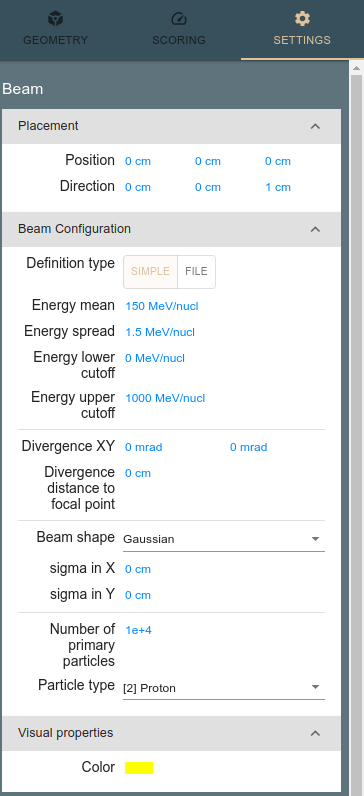 GEOMETRY SCORING SETTINGS
Beam
Placement
Position 0 cm 0 cm 0 cm
Direction 0 cm 0 cm 1 cm
Beam Configuration
Definition type SIMPLE FILE
Energy mean 150 MeV/nucl
Energy spread 1.5 MeV/nucl
Energy lower 0 MeV/nucl
cutoff
Energy upper 1000 MeV/nucl
cutoff
Divergence XY 0 mrad 0 mrad
Divergence 0 cm
distance to
focal point
Beam shape Gaussian
sigma in X 0 cm
sigma in Y 0 cm
Number of 1e+4
primary
particles
Particle type [2] Proton
Visual properties
Color